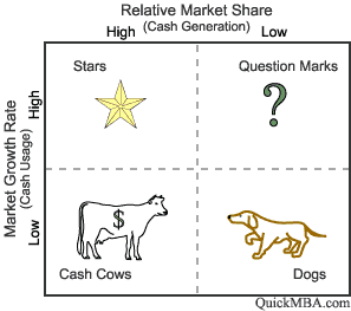 Relative Market Share
(Cash Generation)
High
Low
Market Growth Rate
(Cash Usage)
High
Low
Stars
Question Marks
?
$
Cash Cows
Dogs
QuickMBA.com